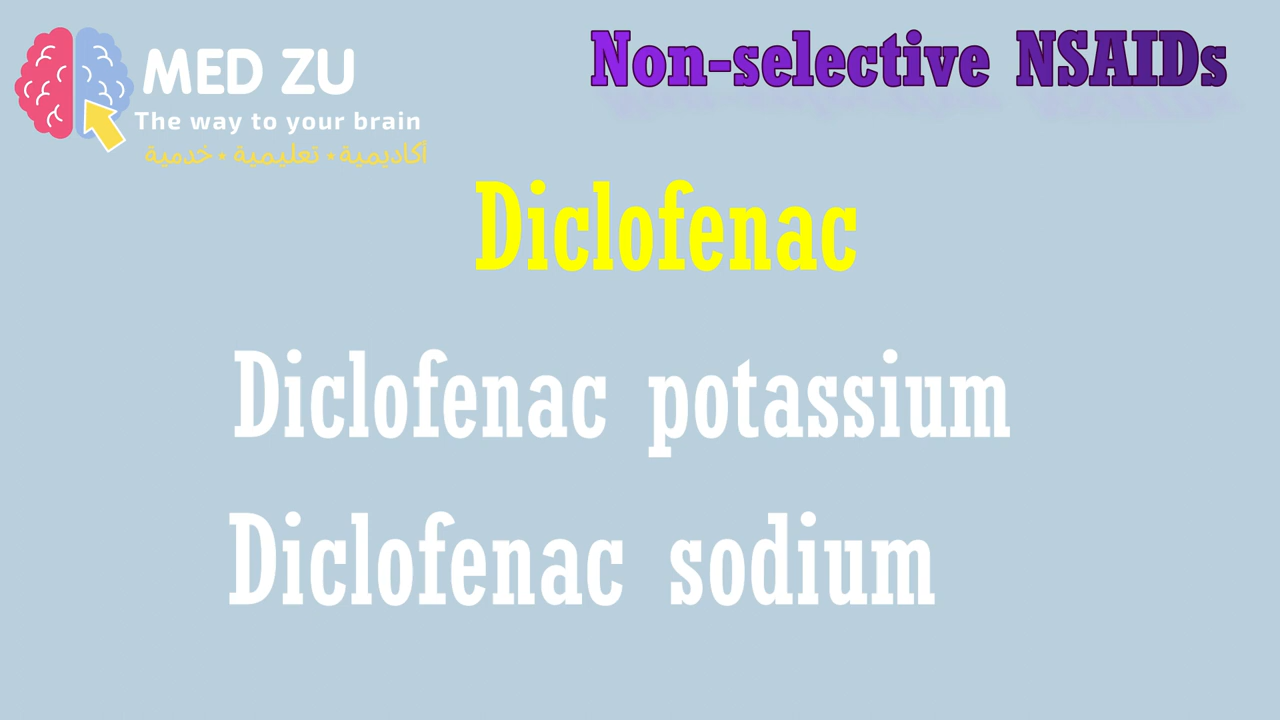 MED ZU
The way to your brain
أكاديمية • تعليمية • خدمية
Non-selective NSAIDs
Diclofenac
Diclofenac potassium
Diclofenac sodium